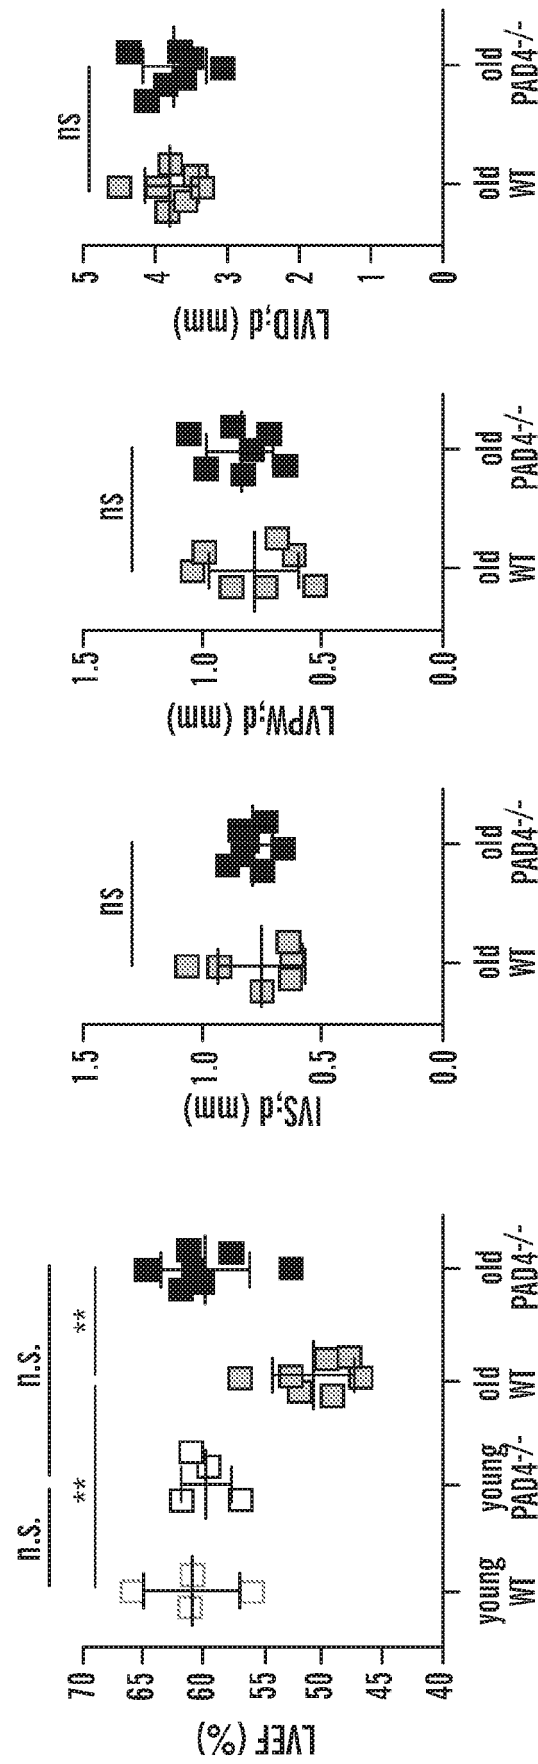 n.s.
n.s.
**
**
70
65
60
55
50
45
40
LVEF (%)
young
WT
young
PAD4-/-
old
WT
old
PAD4-/-
ns
1.5
1.0
0.5
0.0
IVS;d (mm)
old
WT
old
PAD4-/-
ns
1.5
1.0
0.5
0.0
LVPW;d (mm)
old
WT
old
PAD4-/-
ns
5
4
3
2
1
0
LVID;d (mm)
old
WT
old
PAD4-/-